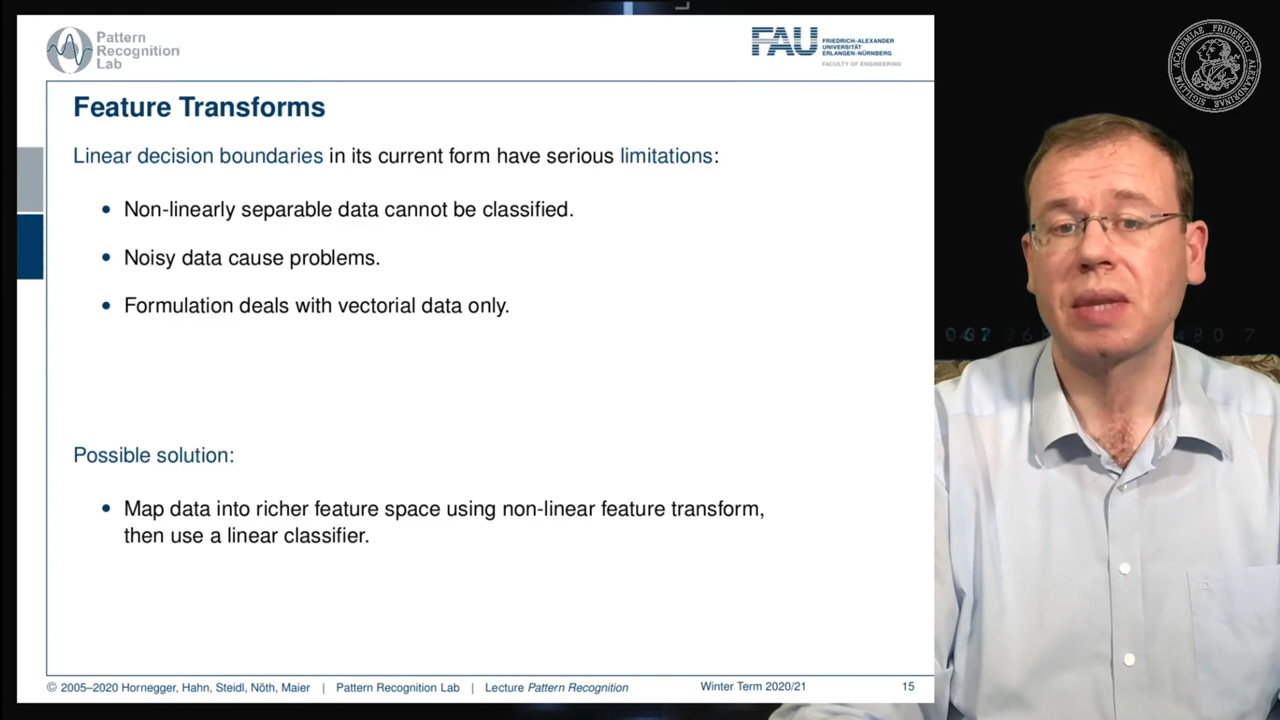 Pattern
Recognition
Lab
FAU
FRIEDRICH-ALEXANDER
UNIVERSITÄT
ERLANGEN-NÜRNBERG
FACULTY OF ENGINEERING
Feature Transforms
Linear decision boundaries in its current form have serious limitations:
• Non-linearly separable data cannot be classified.
• Noisy data cause problems.
• Formulation deals with vectorial data only.
Possible solution:
• Map data into richer feature space using non-linear feature transform,
then use a linear classifier.
© 2005–2020 Hornegger, Hahn, Steidl, Nöth, Maier | Pattern Recognition Lab | Lecture Pattern Recognition Winter Term 2020/21 15